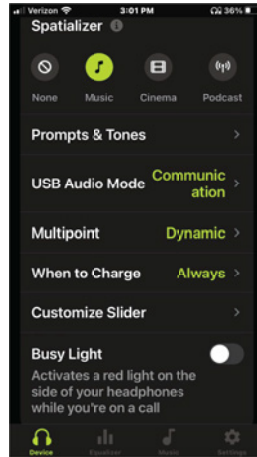 Verizon 3:01 PM 36%
Spatializer
None Music Cinema Podcast
Prompts & Tones
USB Audio Mode Communic
ation
Multipoint Dynamic
When to Charge Always
Customize Slider
Busy Light
Activates a red light on the
side of your headphones
while you're on a call
Device Equalizer Music Settings